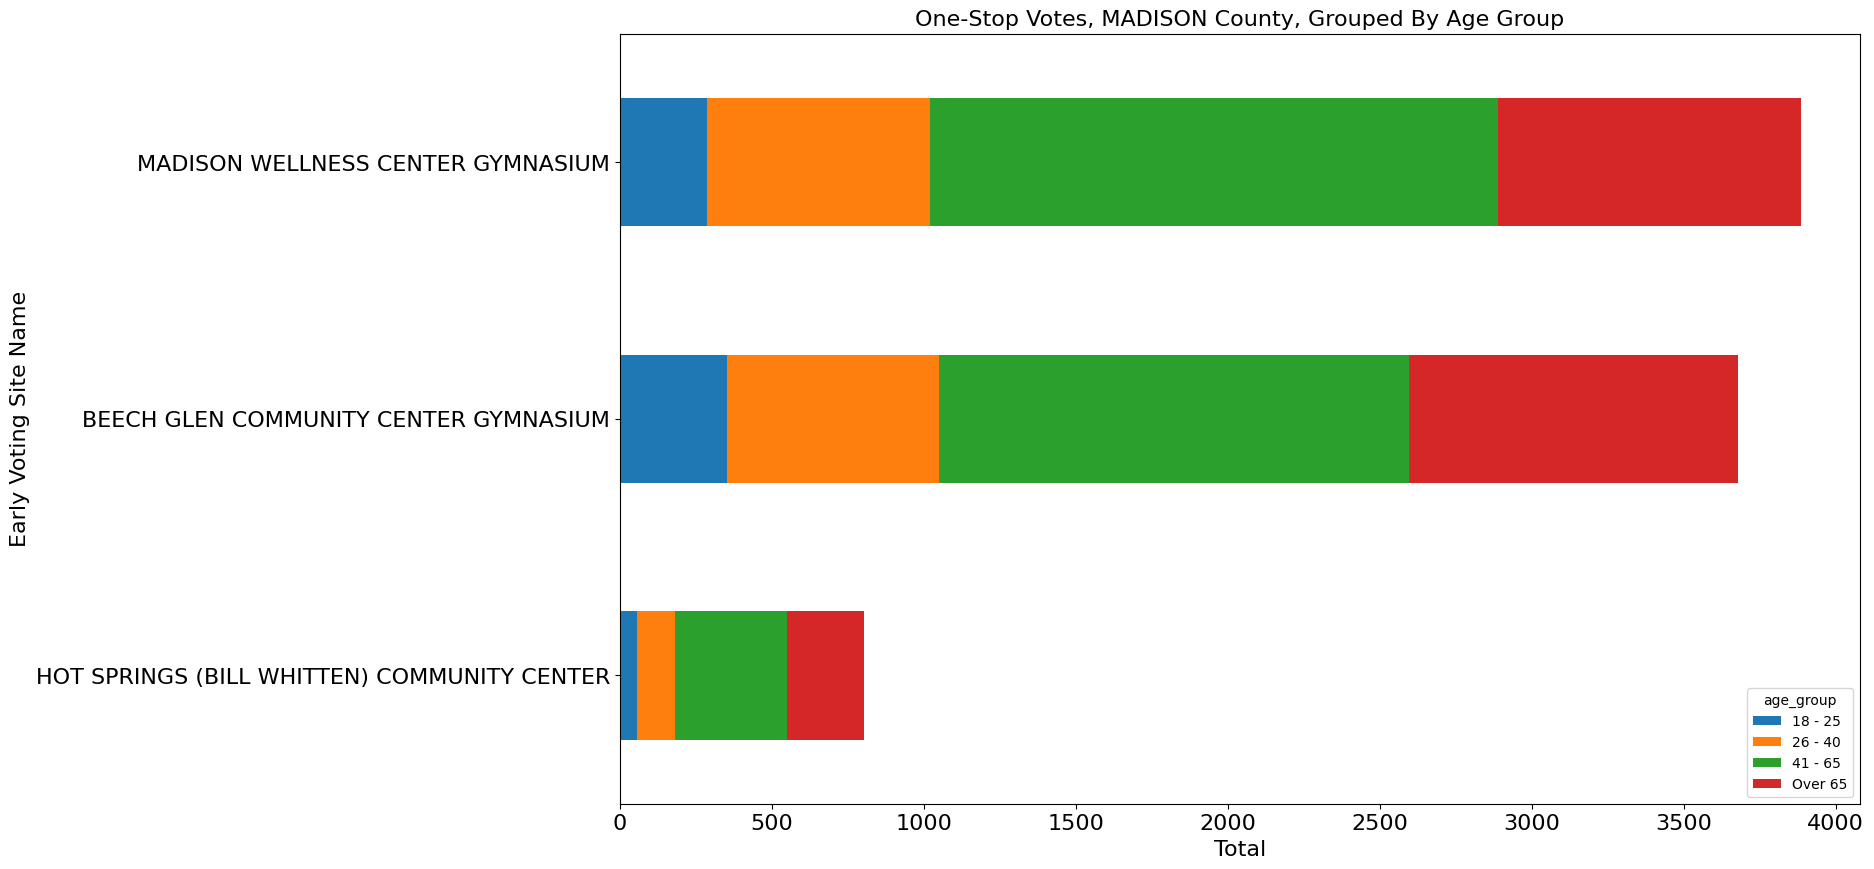 One-Stop Votes, MADISON County, Grouped By Age Group
Early Voting Site Name
MADISON WELLNESS CENTER GYMNASIUM
BEECH GLEN COMMUNITY CENTER GYMNASIUM
HOT SPRINGS (BILL WHITTEN) COMMUNITY CENTER
age_group
18 - 25
26 - 40
41 - 65
Over 65
0 500 1000 1500 2000 2500 3000 3500 4000
Total